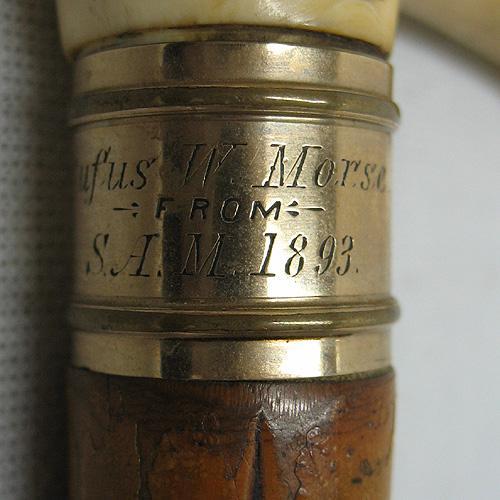 ufus W Morse
FROM
S.A.M. 1893.